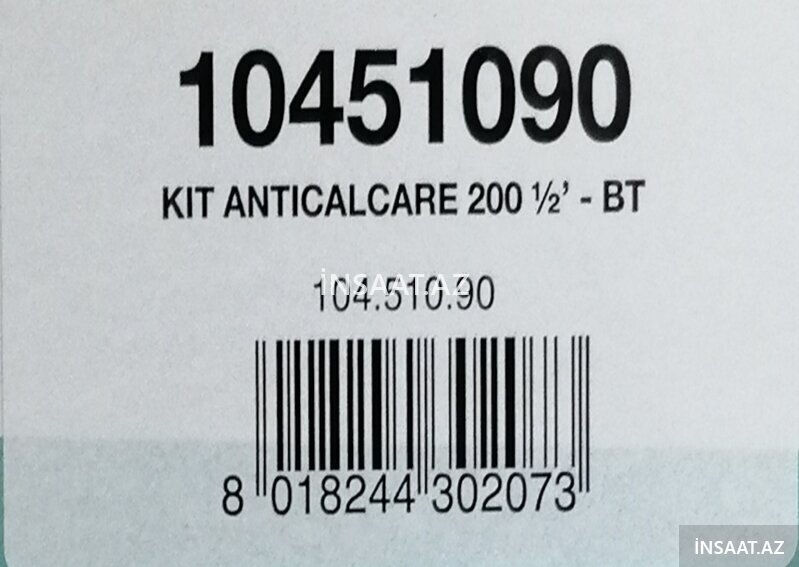 10451090
KIT ANTICALCARE 200 ½’ - BT
İNSAAT.AZ
104.510.90
8 018244 302073
İNSAAT.AZ